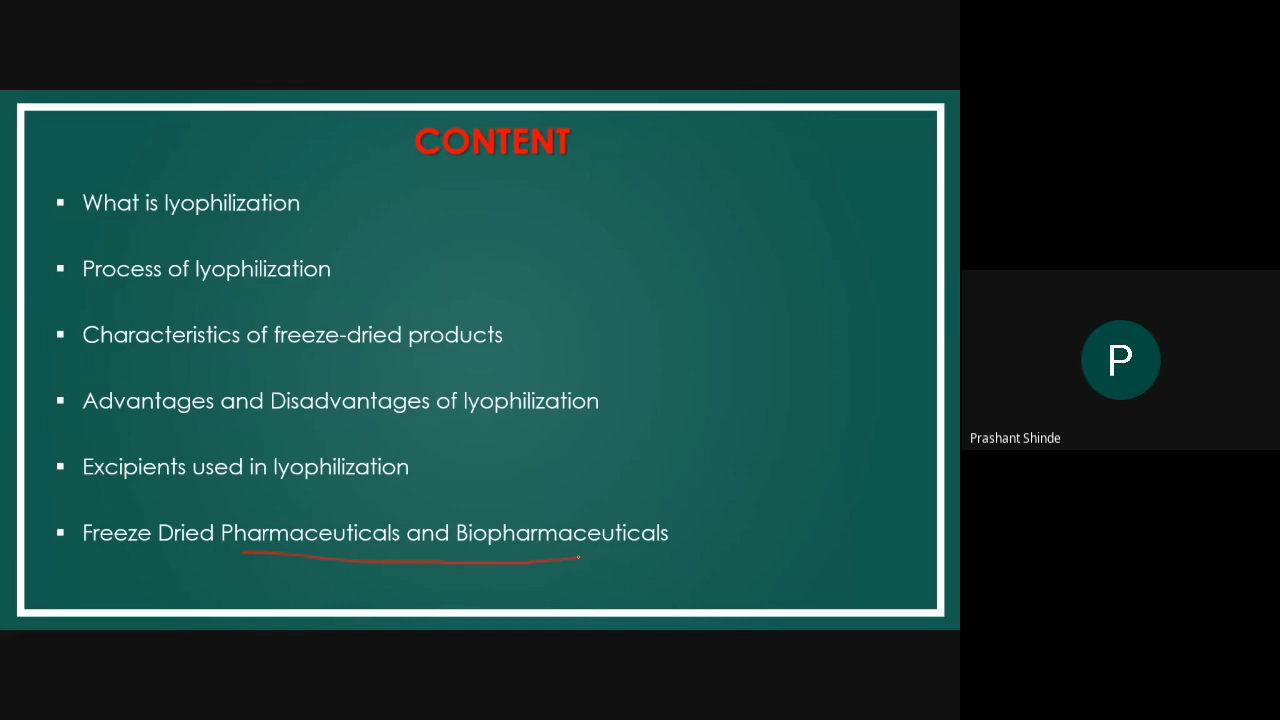 CONTENT
▪ What is lyophilization
▪ Process of lyophilization
▪ Characteristics of freeze-dried products
▪ Advantages and Disadvantages of lyophilization
▪ Excipients used in lyophilization
▪ Freeze Dried Pharmaceuticals and Biopharmaceuticals
P
Prashant Shinde